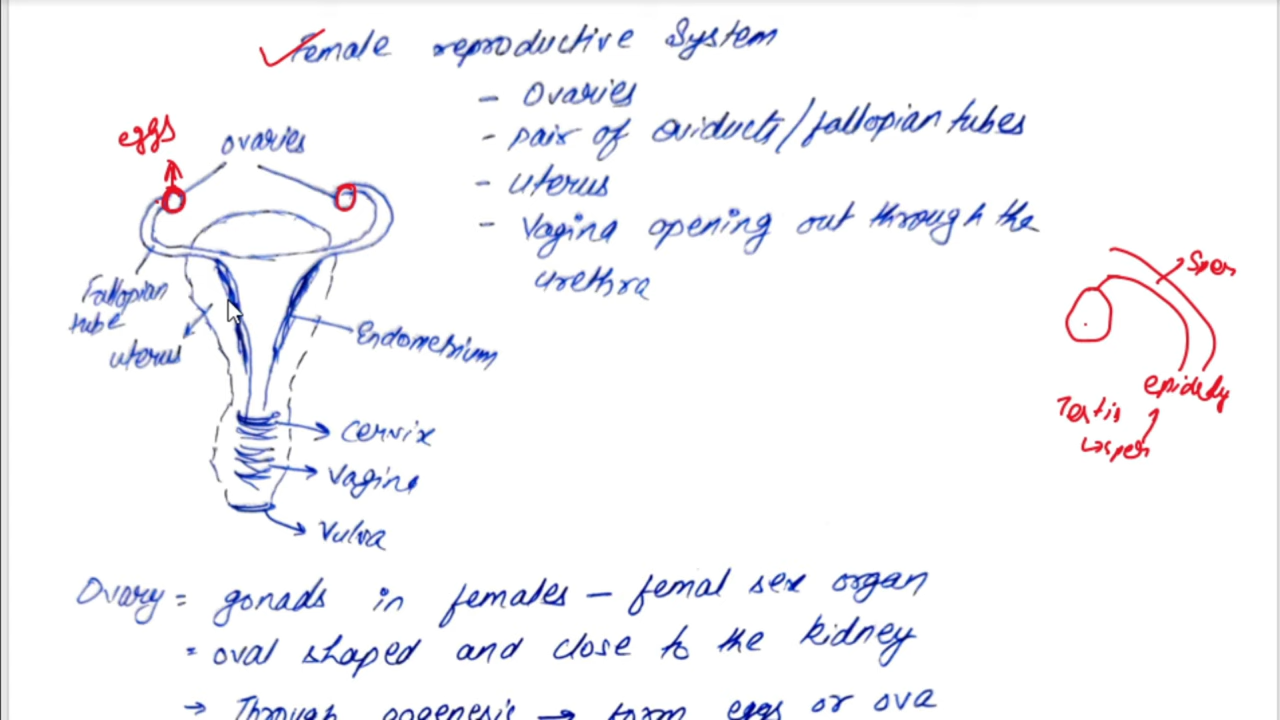 Female reproductive System
- Ovaries
- pair of oviducts/fallopian tubes
- uterus
- Vagina opening out through the
urethra
eggs
ovaries
Fallopian
tube
uterus
Endometrium
cervix
Vagina
Vulva
Sper
epididy
Testis
↳sper
Ovary = gonads in females – femal sex organ
= oval shaped and close to the kidney
→ Through oogenesis → form eggs or ova